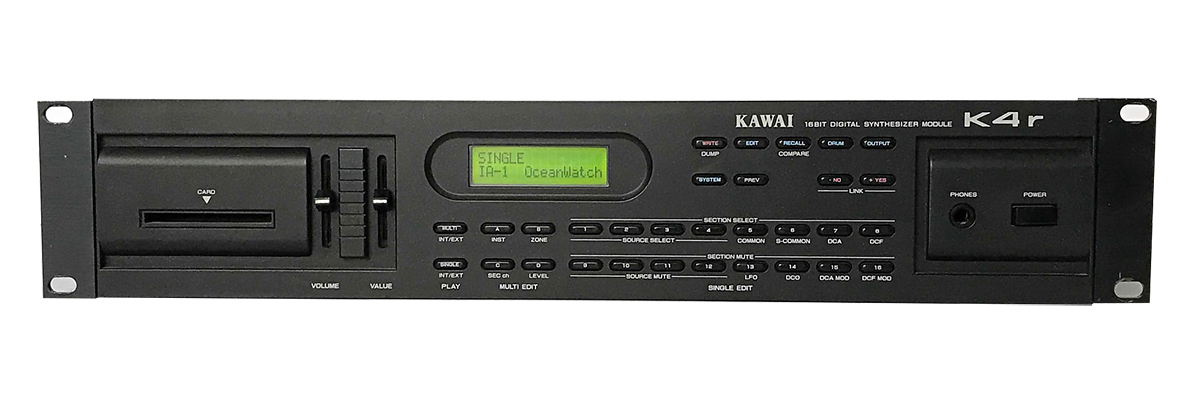 KAWAI 16BIT DIGITAL SYNTHESIZER MODULE K4r
CARD
SINGLE
IA-1 OceanWatch
WRITE EDIT RECALL DRUM OUTPUT
DUMP COMPARE
SYSTEM PREV - NO + YES
LINK
PHONES POWER
SECTION SELECT
MULTI A B 1 2 3 4 5 6 7 8
INT/EXT INST ZONE SOURCE SELECT COMMON S-COMMON DCA DCF
SECTION MUTE
SINGLE C D 9 10 11 12 13 14 15 16
INT/EXT SEC ch LEVEL SOURCE MUTE LFO DCO DCA MOD DCF MOD
VOLUME VALUE PLAY MULTI EDIT SINGLE EDIT